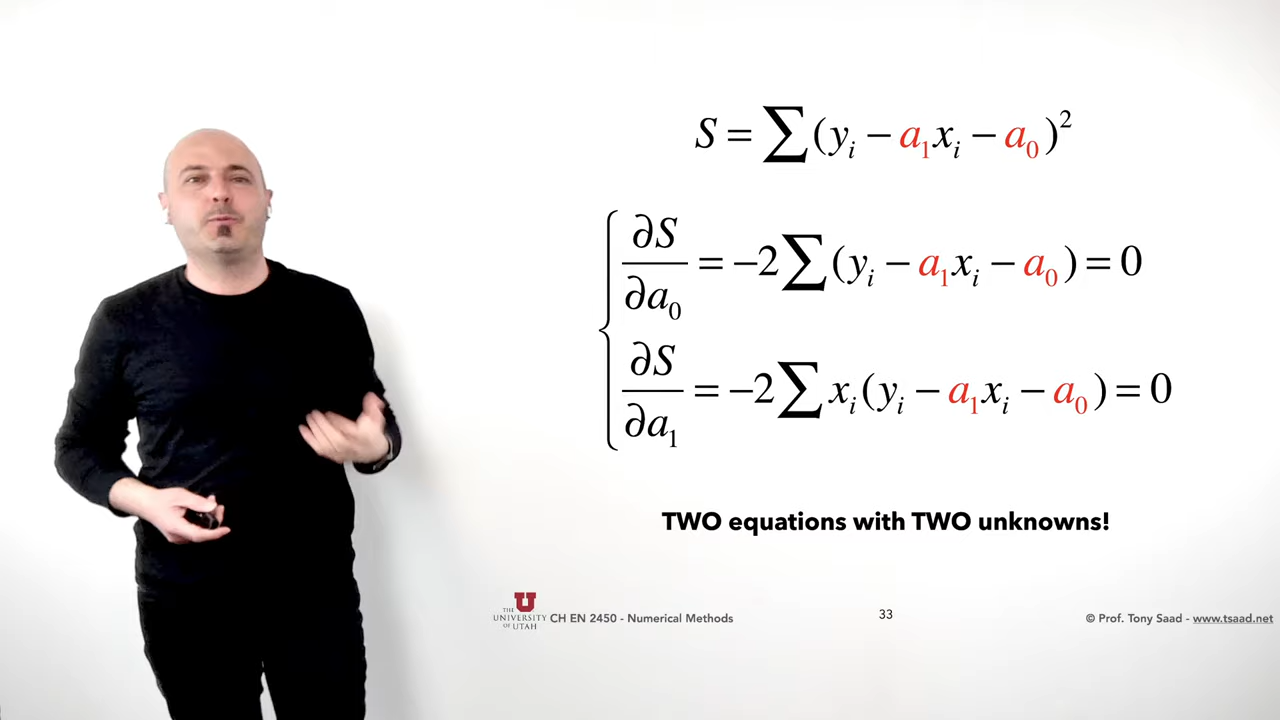 S = ∑(yᵢ − a₁xᵢ − a₀)²
∂S/∂a₀ = −2∑(yᵢ − a₁xᵢ − a₀) = 0
∂S/∂a₁ = −2∑xᵢ(yᵢ − a₁xᵢ − a₀) = 0
TWO equations with TWO unknowns!
THE
UNIVERSITY
OF UTAH
CH EN 2450 - Numerical Methods
33
© Prof. Tony Saad - www.tsaad.net